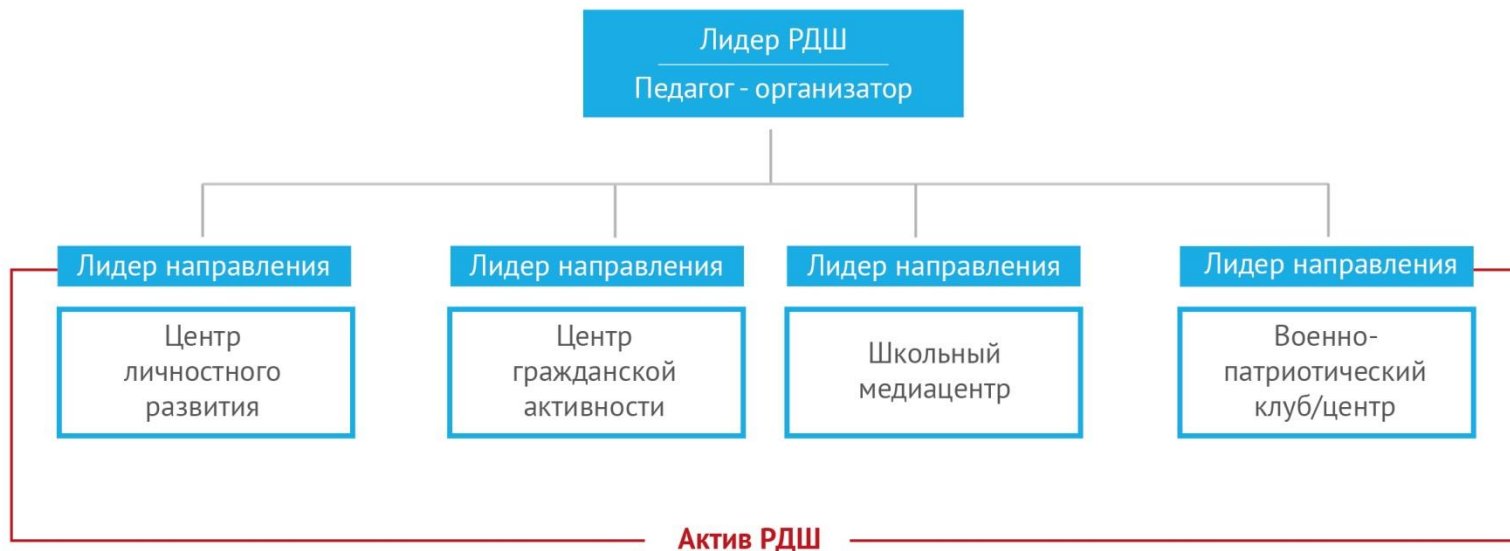 Лидер РДШ
Педагог - организатор
Лидер направления
Центр
личностного
развития
Лидер направления
Центр
гражданской
активности
Лидер направления
Школьный
медиацентр
Лидер направления
Военно-
патриотический
клуб/центр
Актив РДШ